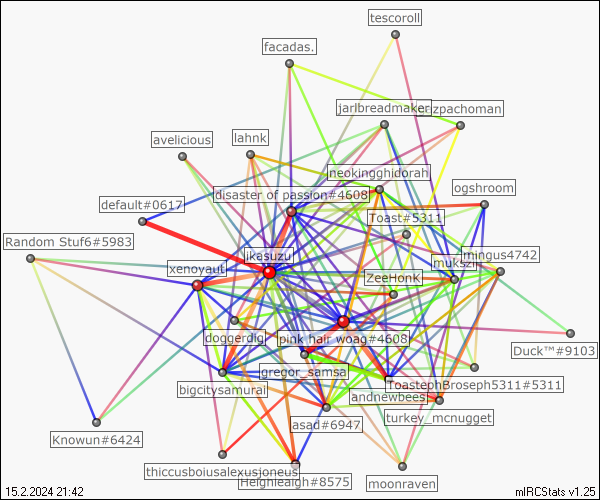 tescoroll
facadas.
jarlbreadmaker
zpachoman
avelicious
lahnk
neokingghidorah
disaster of passion#4608
ogshroom
default#0617
Toast#5311
Random Stuf6#5983
jkasuzu
mingus4742
xenoyaut
mukszn
ZeeHonk
doggerdig
pink hair woag#4608
Duck™#9103
gregor_samsa
bigcitysamurai
ToastephBroseph5311#5311
andnewbees
turkey_mcnugget
asad#6947
Knowun#6424
thiccusboiusalexusjoneus
Heighleaigh#8575
moonraven
15.2.2024 21:42
mIRCStats v1.25